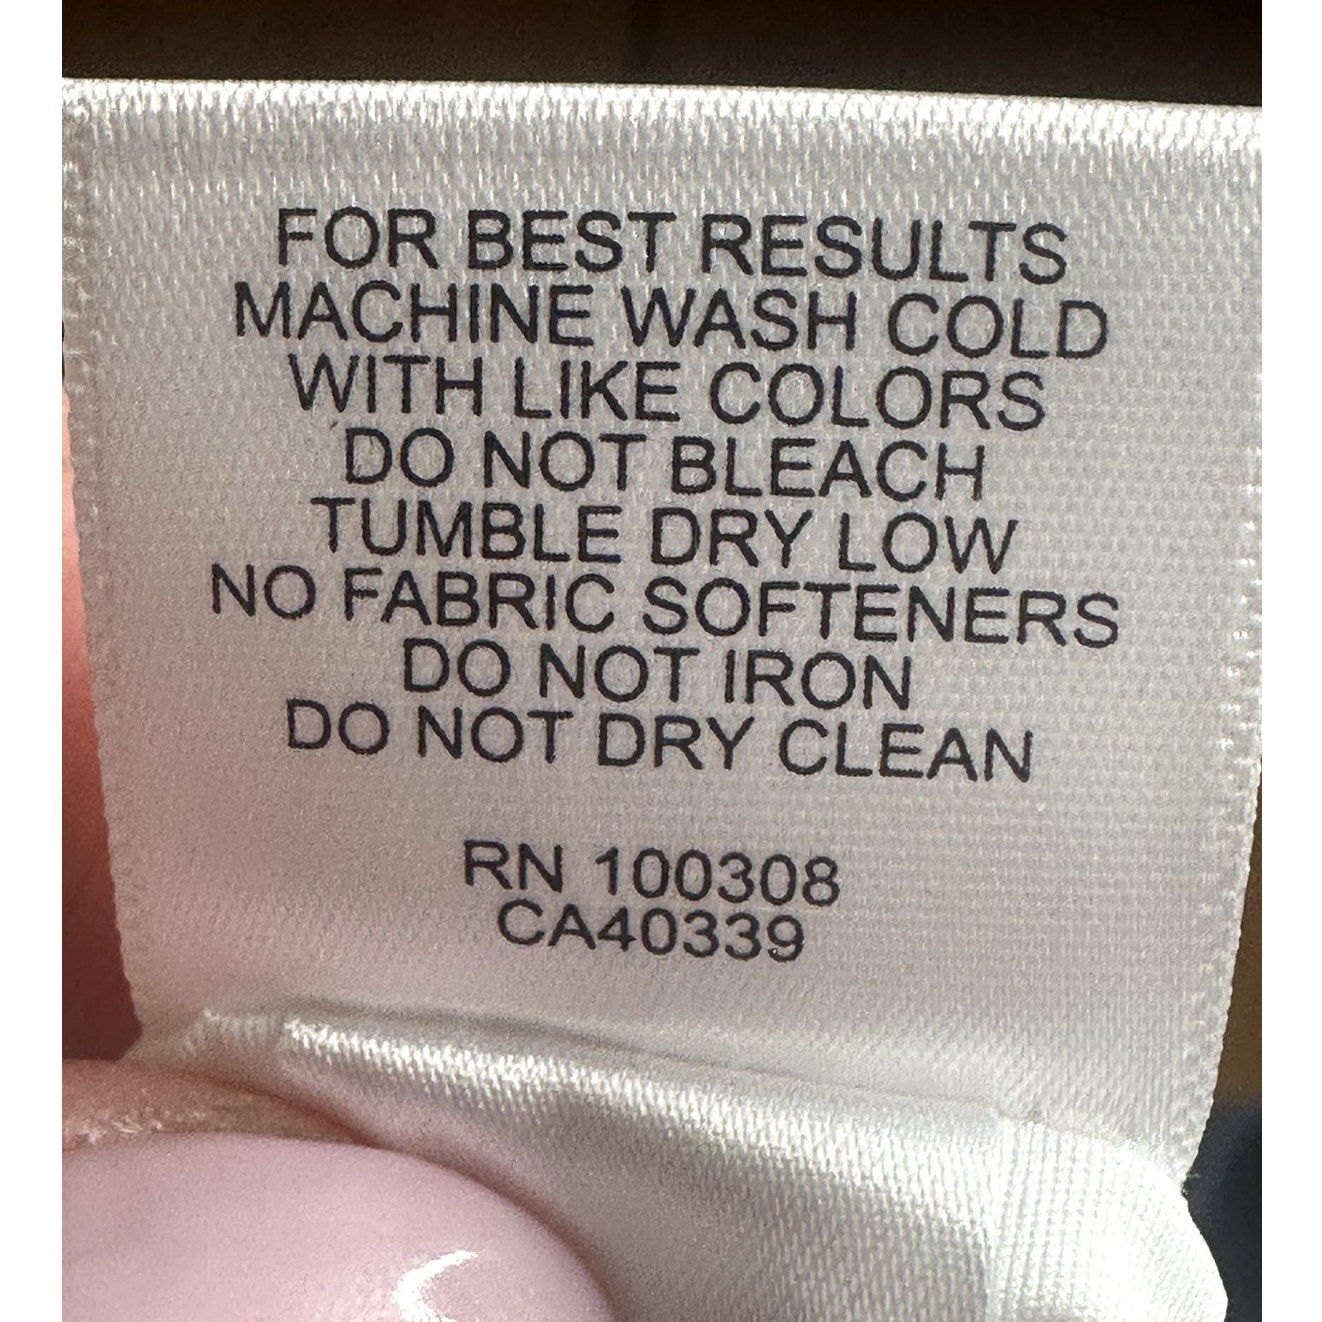 FOR BEST RESULTS
MACHINE WASH COLD
WITH LIKE COLORS
DO NOT BLEACH
TUMBLE DRY LOW
NO FABRIC SOFTENERS
DO NOT IRON
DO NOT DRY CLEAN
RN 100308
CA40339